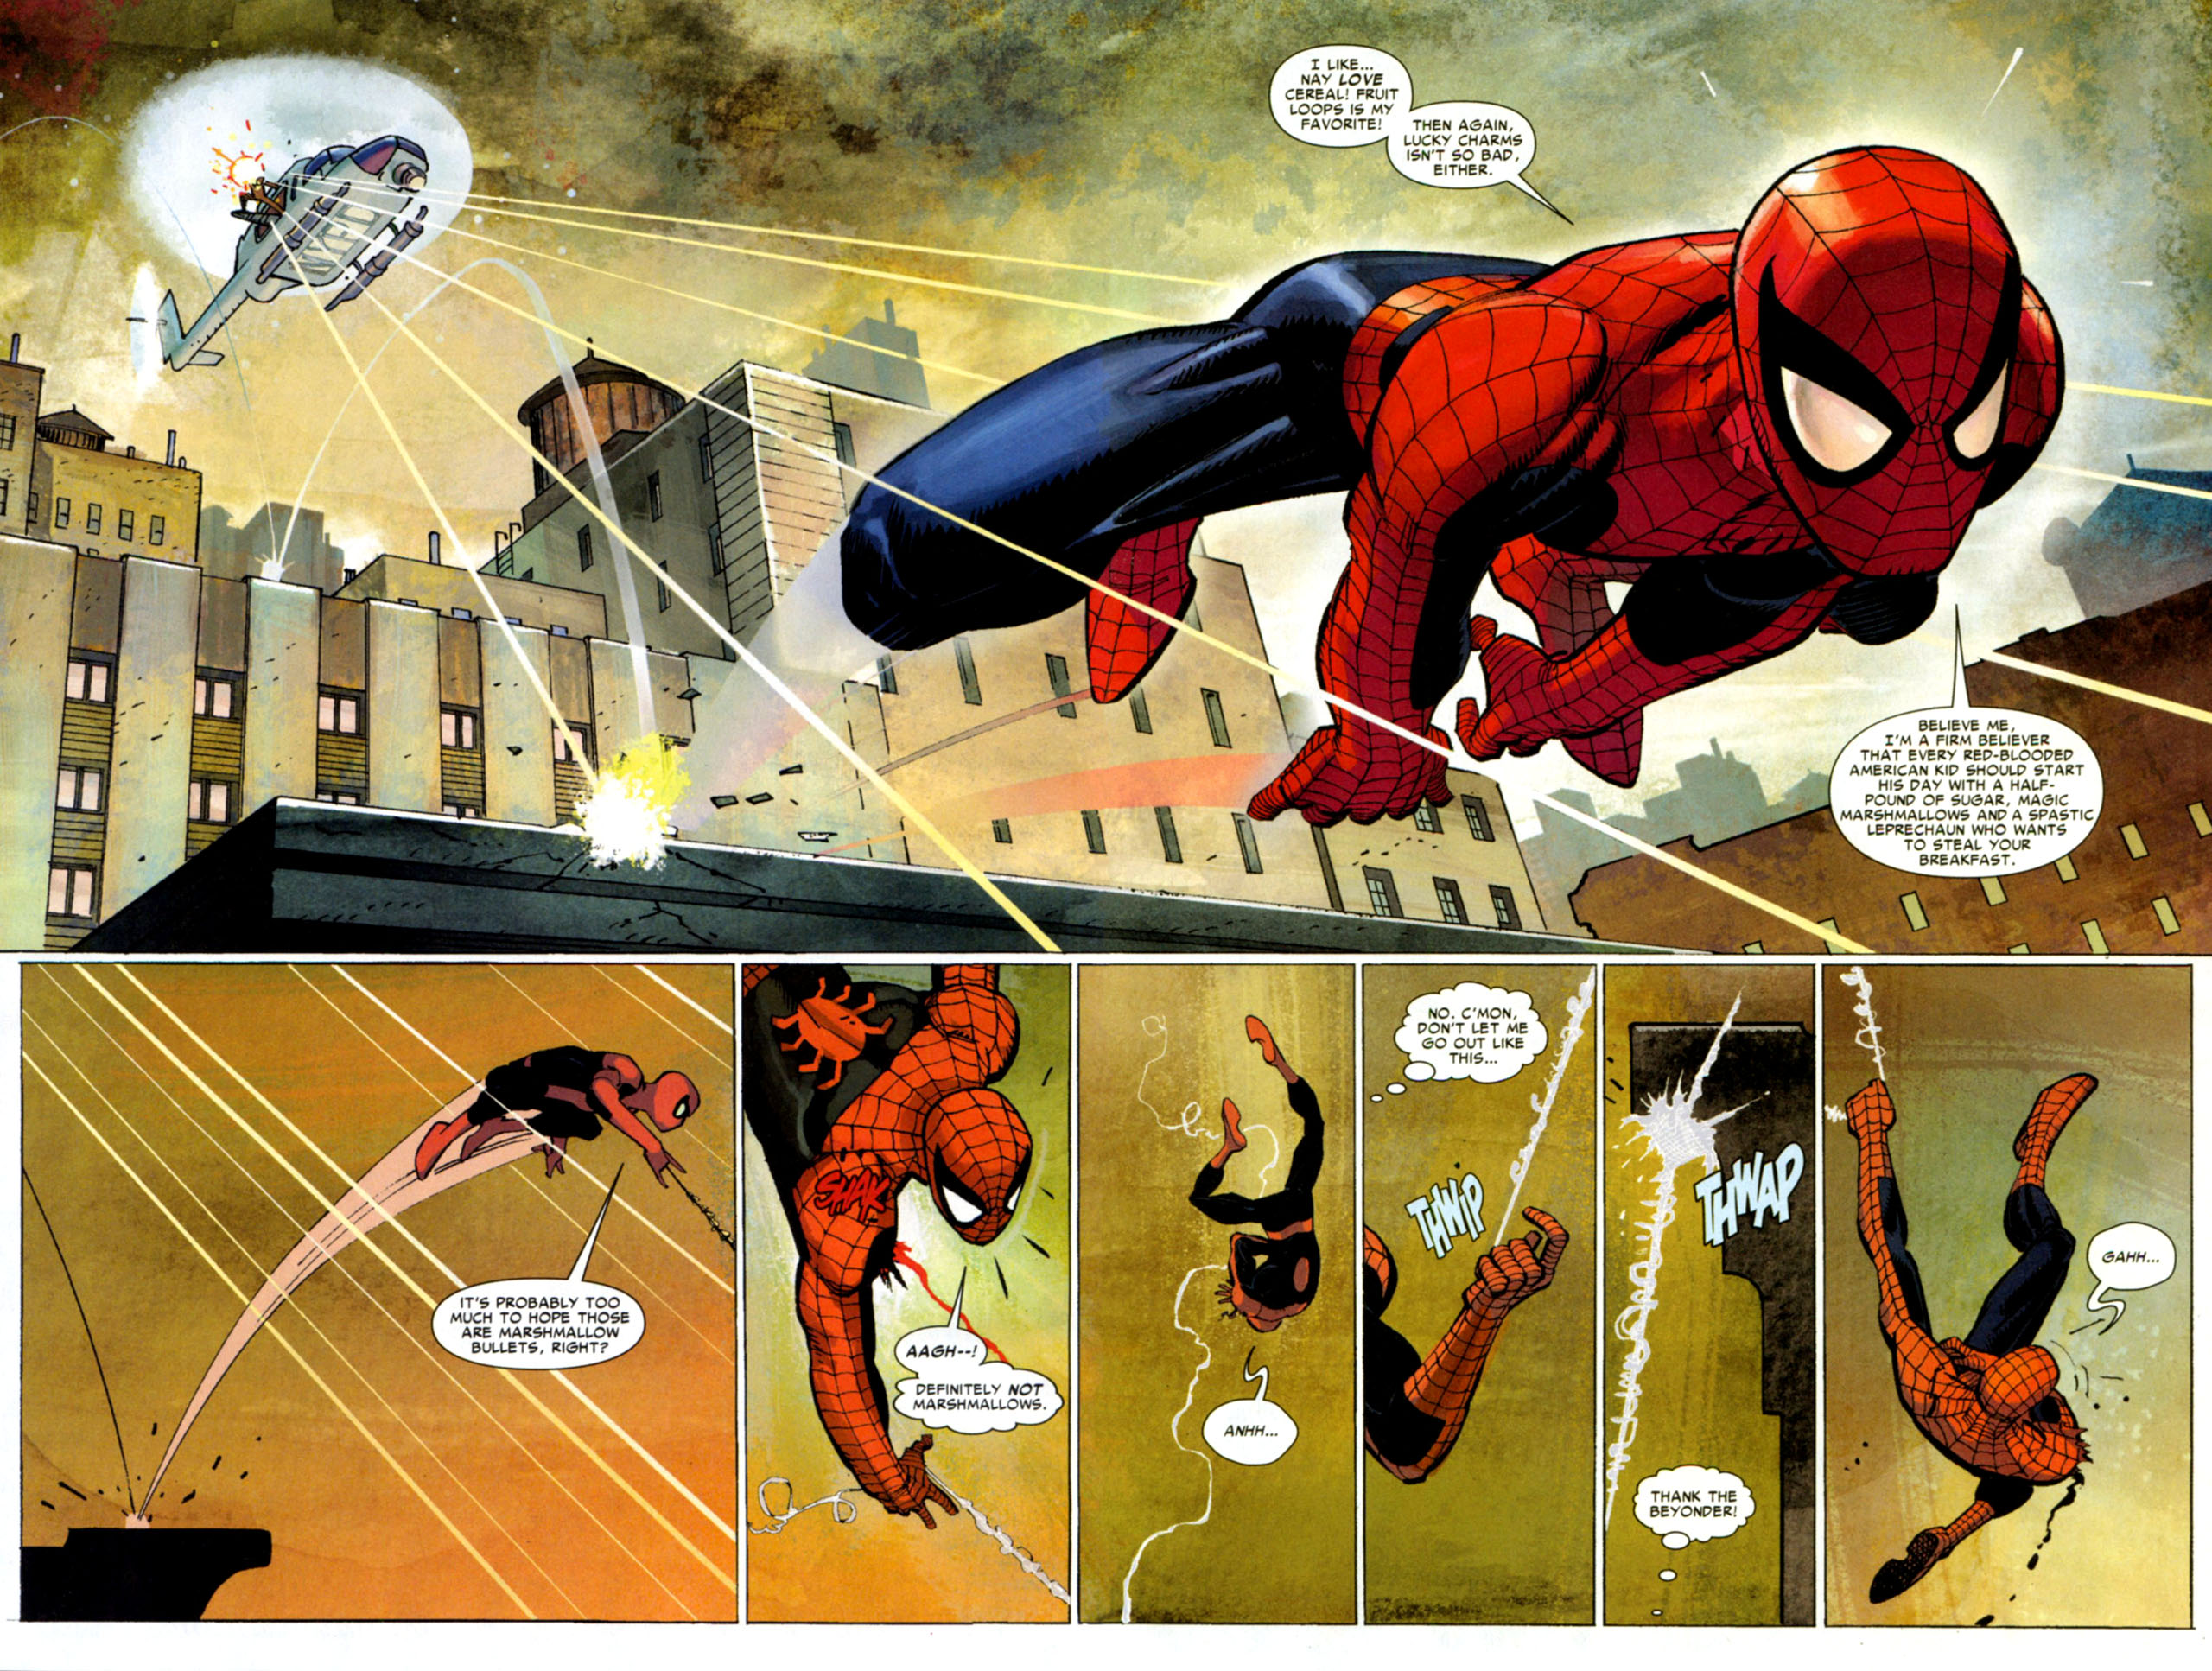 I LIKE...
NAY LOVE
CEREAL! FRUIT
LOOPS IS MY
FAVORITE!
THEN AGAIN,
LUCKY CHARMS
ISN'T SO BAD,
EITHER.
BELIEVE ME,
I'M A FIRM BELIEVER
THAT EVERY RED-BLOODED
AMERICAN KID SHOULD START
HIS DAY WITH A HALF-
POUND OF SUGAR, MAGIC
MARSHMALLOWS AND A SPASTIC
LEPRECHAUN WHO WANTS
TO STEAL YOUR
BREAKFAST.
IT'S PROBABLY TOO
MUCH TO HOPE THOSE
ARE MARSHMALLOW
BULLETS, RIGHT?
SHAK
AAGH--!
DEFINITELY NOT
MARSHMALLOWS.
ANHH...
NO. C'MON,
DON'T LET ME
GO OUT LIKE
THIS...
THWIP
THWAP
THANK THE
BEYONDER!
GAHH...